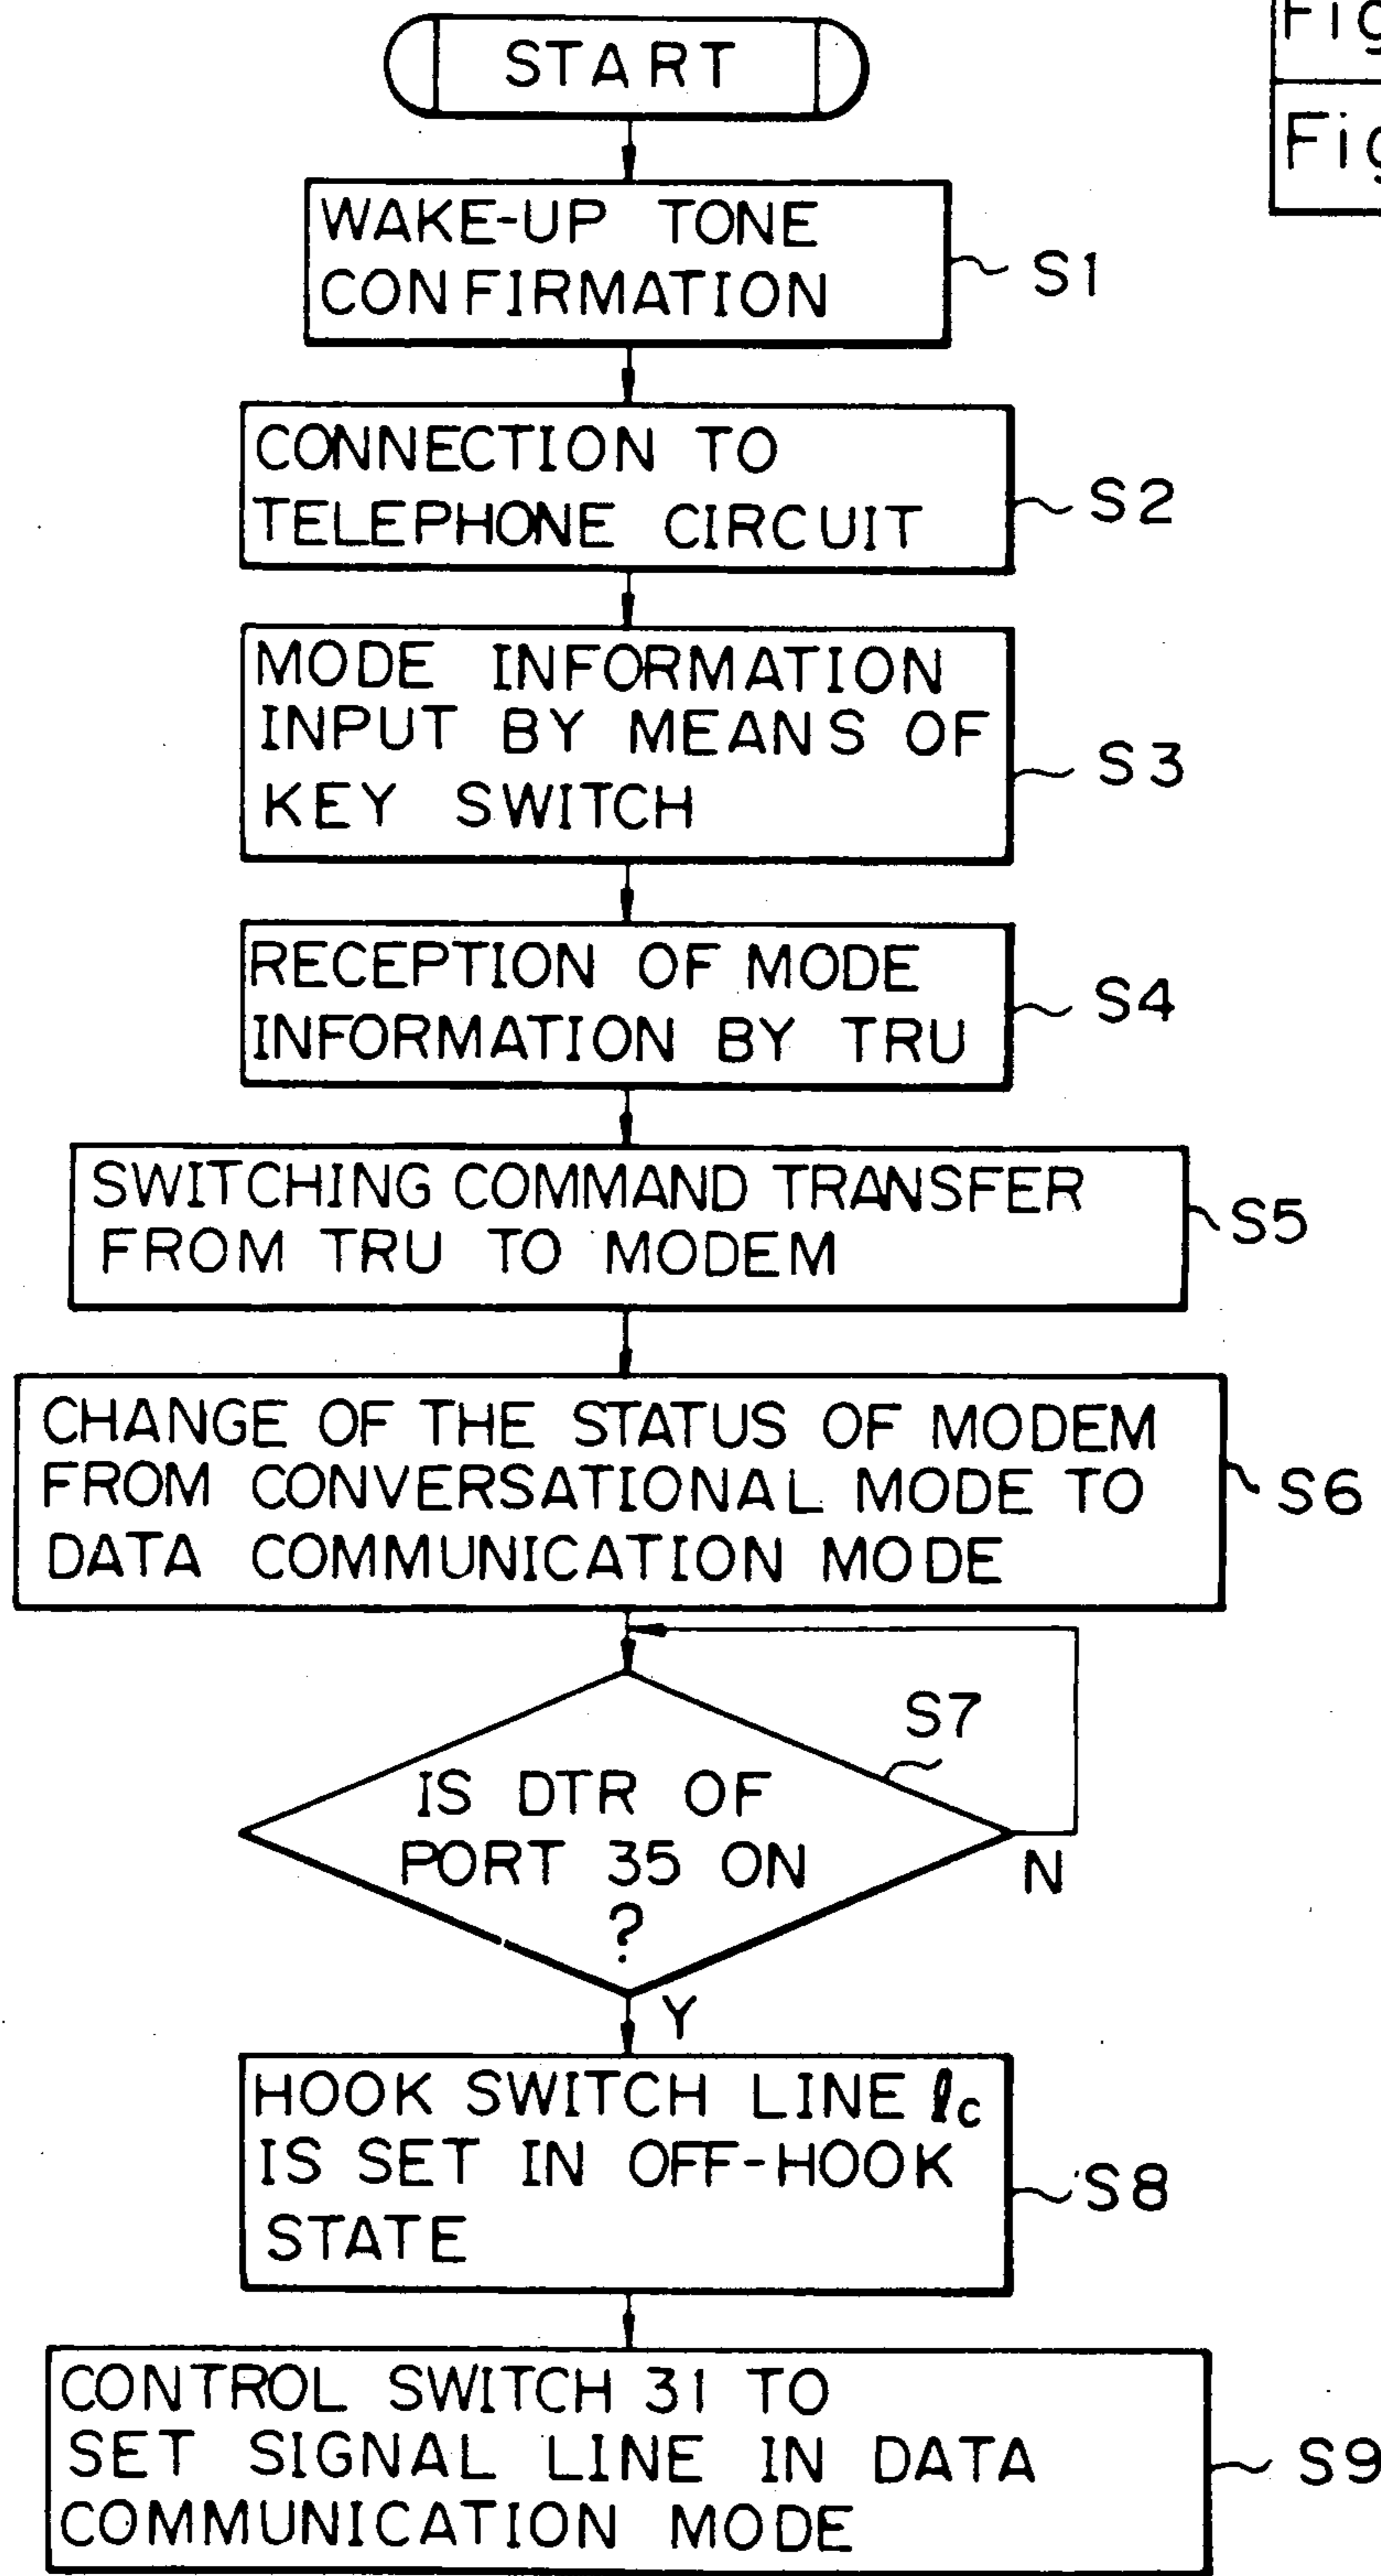 START
WAKE-UP TONE
CONFIRMATION
S1
CONNECTION TO
TELEPHONE CIRCUIT
S2
MODE INFORMATION
INPUT BY MEANS OF
KEY SWITCH
S3
RECEPTION OF MODE
INFORMATION BY TRU
S4
SWITCHING COMMAND TRANSFER
FROM TRU TO MODEM
S5
CHANGE OF THE STATUS OF MODEM
FROM CONVERSATIONAL MODE TO
DATA COMMUNICATION MODE
S6
S7
IS DTR OF
PORT 35 ON
?
N
Y
HOOK SWITCH LINE ℓc
IS SET IN OFF-HOOK
STATE
S8
CONTROL SWITCH 31 TO
SET SIGNAL LINE IN DATA
COMMUNICATION MODE
S9